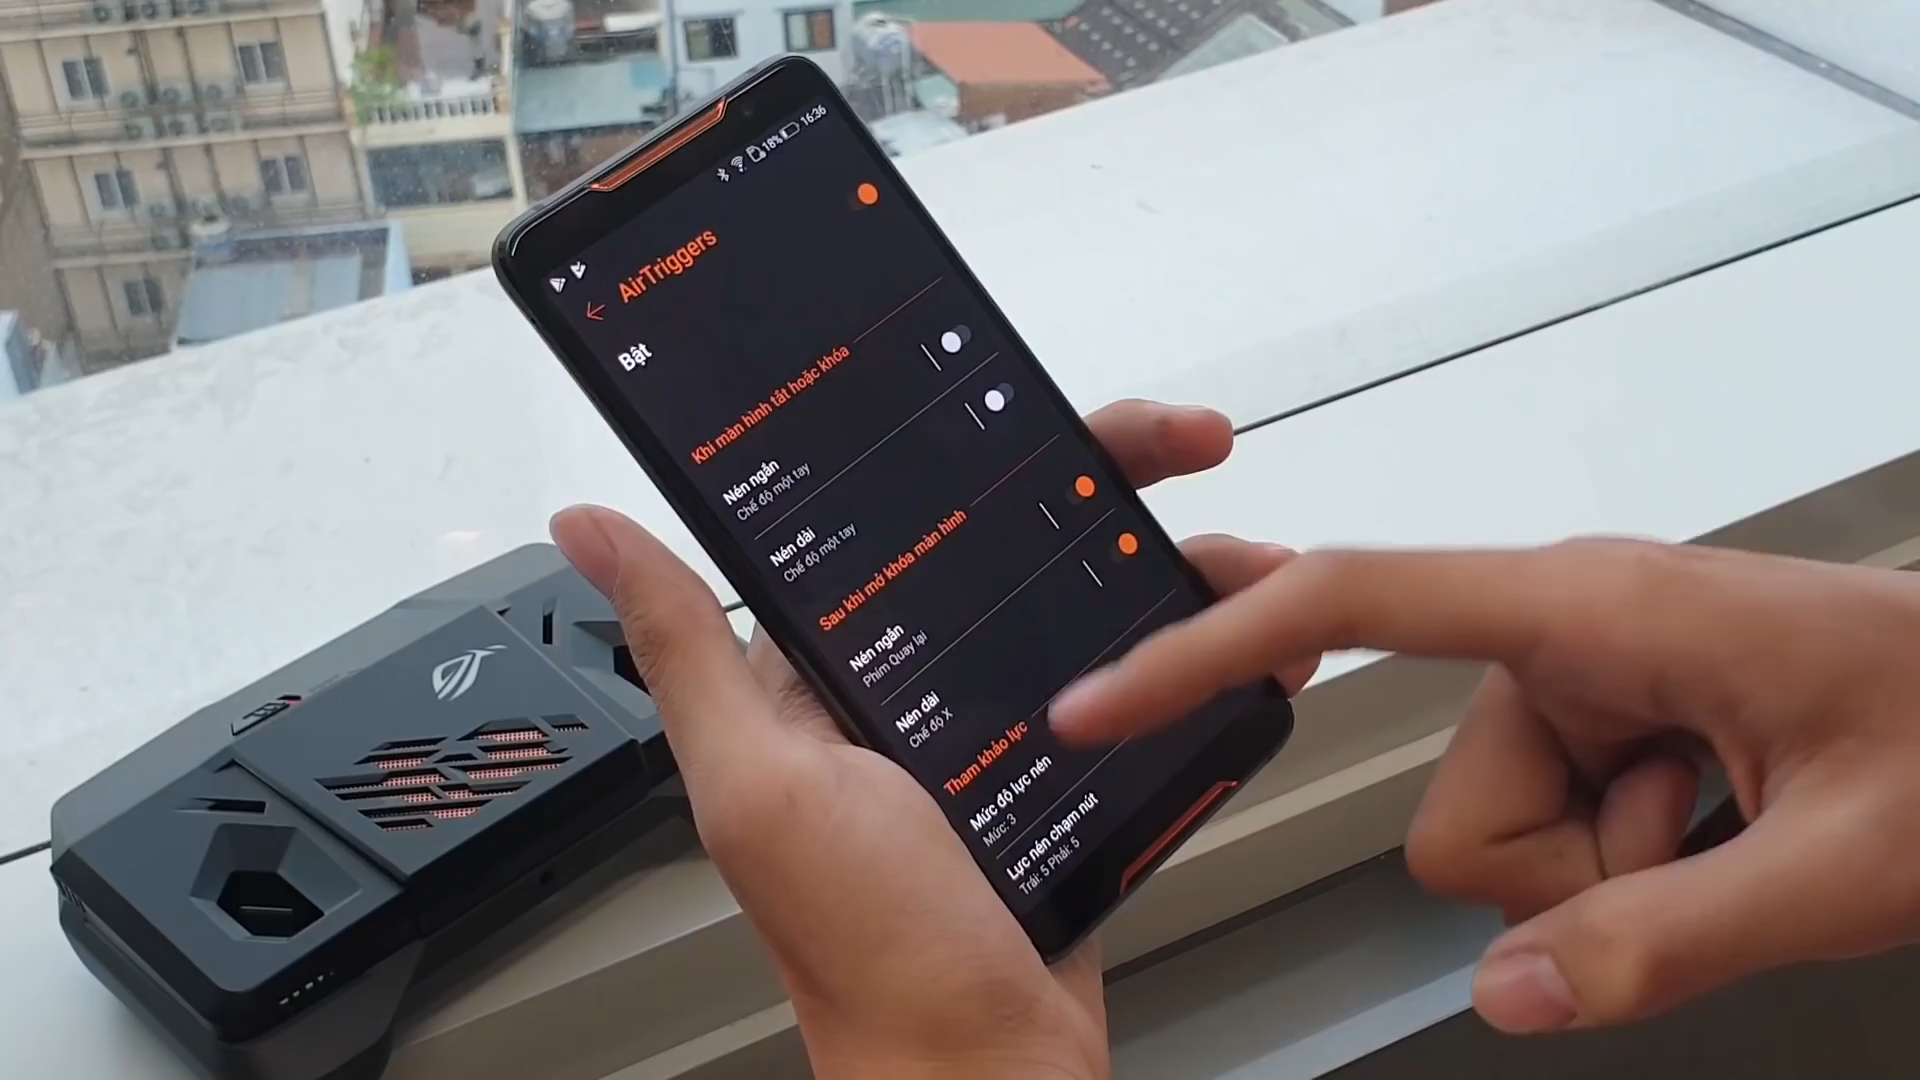 18% 16:36
AirTriggers
Bật
Khi màn hình tắt hoặc khóa
Nén ngắn
Chế độ một tay
Nén dài
Chế độ một tay
Sau khi mở khóa màn hình
Nén ngắn
Phím Quay lại
Nén dài
Chế độ X
Tham khảo lực
Mức độ lực nén
Mức: 3
Lực nén chạm nút
Trái: 5 Phải: 5